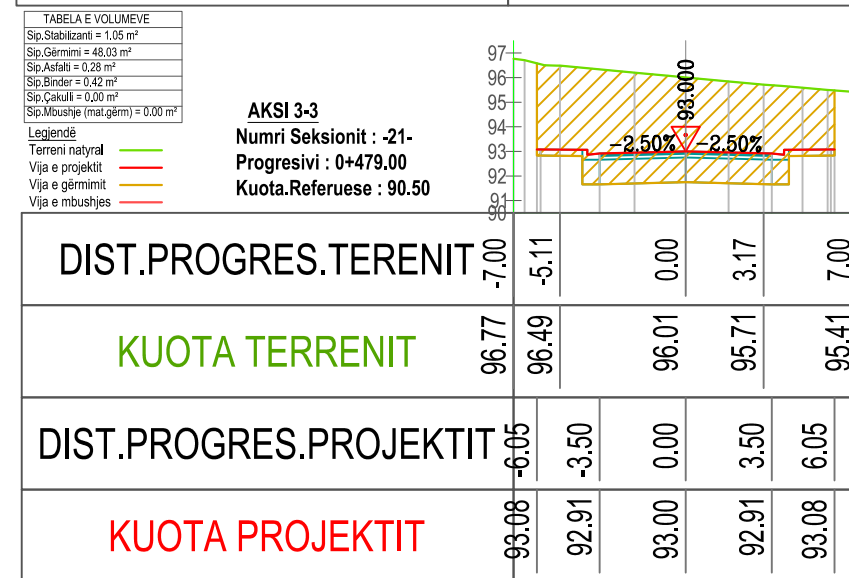 TABELA E VOLUMEVE
Sip.Stabilizanti = 1.05 m²
Sip.Gërmimi = 48.03 m²
Sip.Asfalti = 0.28 m²
Sip.Binder = 0.42 m²
Sip.Çakulli = 0.00 m²
Sip.Mbushje (mat.gërm) = 0.00 m²
Legjendë
Terreni natyral
Vija e projektit
Vija e gërmimit
Vija e mbushjes
AKSI 3-3
Numri Seksionit : -21-
Progresivi : 0+479.00
Kuota.Referuese : 90.50
97
96
95
94
93
92
91
90
93.000
-2.50% -2.50%
DIST.PROGRES.TERENIT -7.00 -5.11 0.00 3.17 7.00
KUOTA TERRENIT 96.77 96.49 96.01 95.71 95.41
DIST.PROGRES.PROJEKTIT -6.05 -3.50 0.00 3.50 6.05
KUOTA PROJEKTIT 93.08 92.91 93.00 92.91 93.08